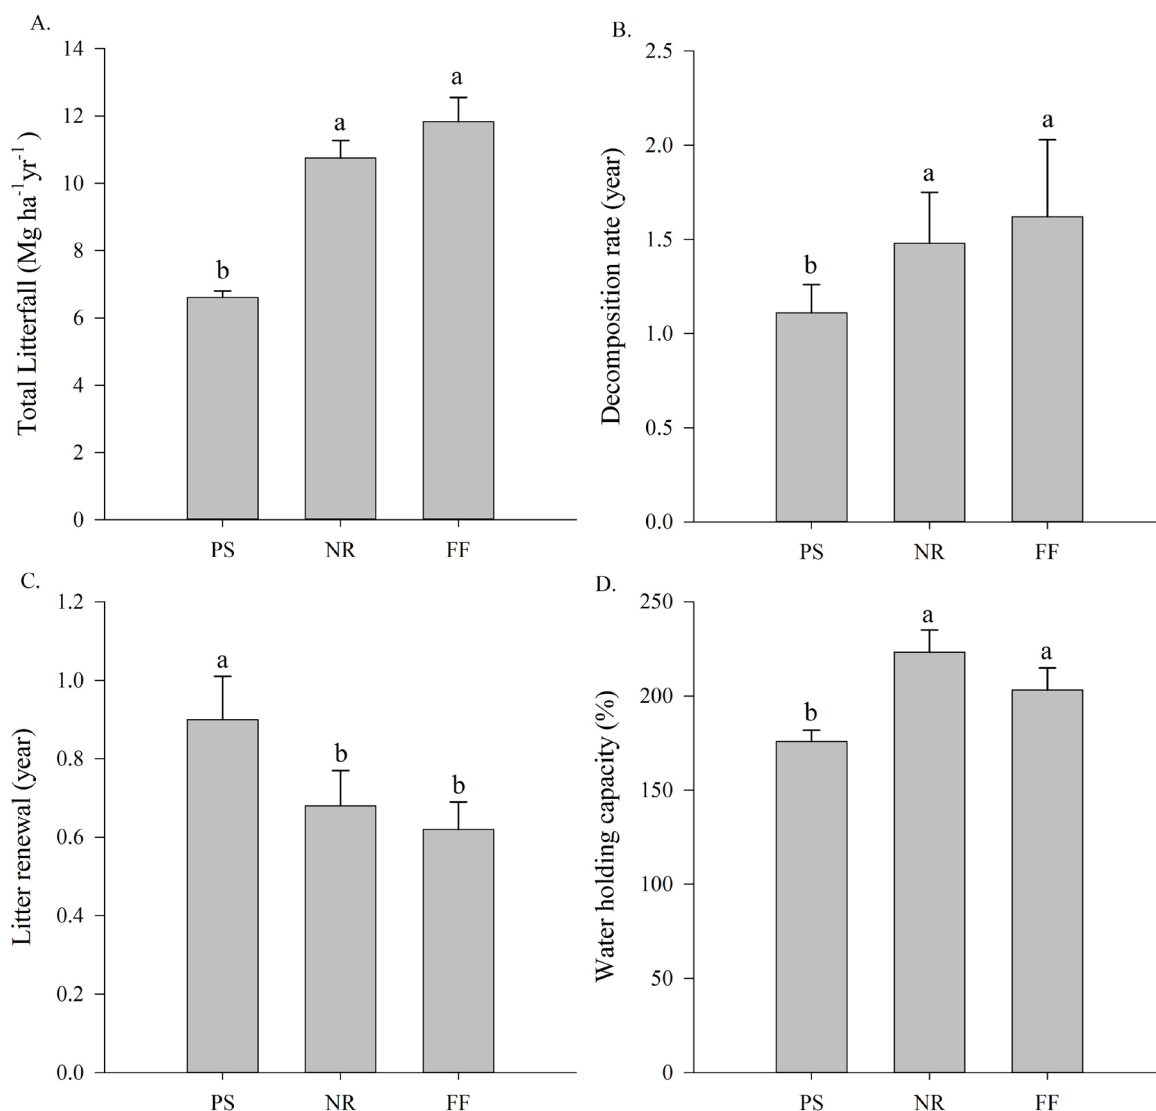 A.
Total Litterfall (Mg ha⁻¹yr⁻¹ )
14
12
10
8
6
4
2
0
b
a
a
PS NR FF
B.
Decomposition rate (year)
2.5
2.0
1.5
1.0
0.5
0.0
b
a
a
PS NR FF
C.
Litter renewal (year)
1.2
1.0
0.8
0.6
0.4
0.2
0.0
a
b
b
PS NR FF
D.
Water holding capacity (%)
250
200
150
100
50
0
b
a
a
PS NR FF